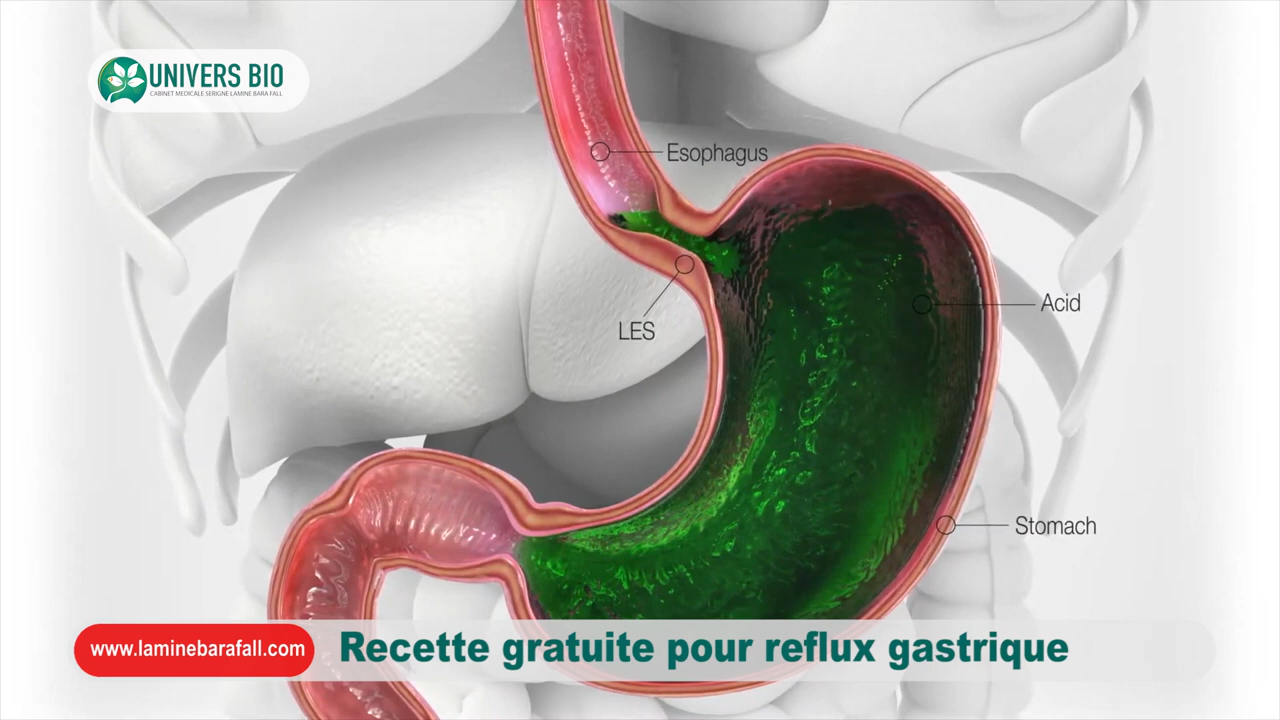 UNIVERS BIO
CABINET MEDICALE SERIGNE LAMINE BARA FALL
Esophagus
LES
Acid
Stomach
www.laminebarafall.com
Recette gratuite pour reflux gastrique